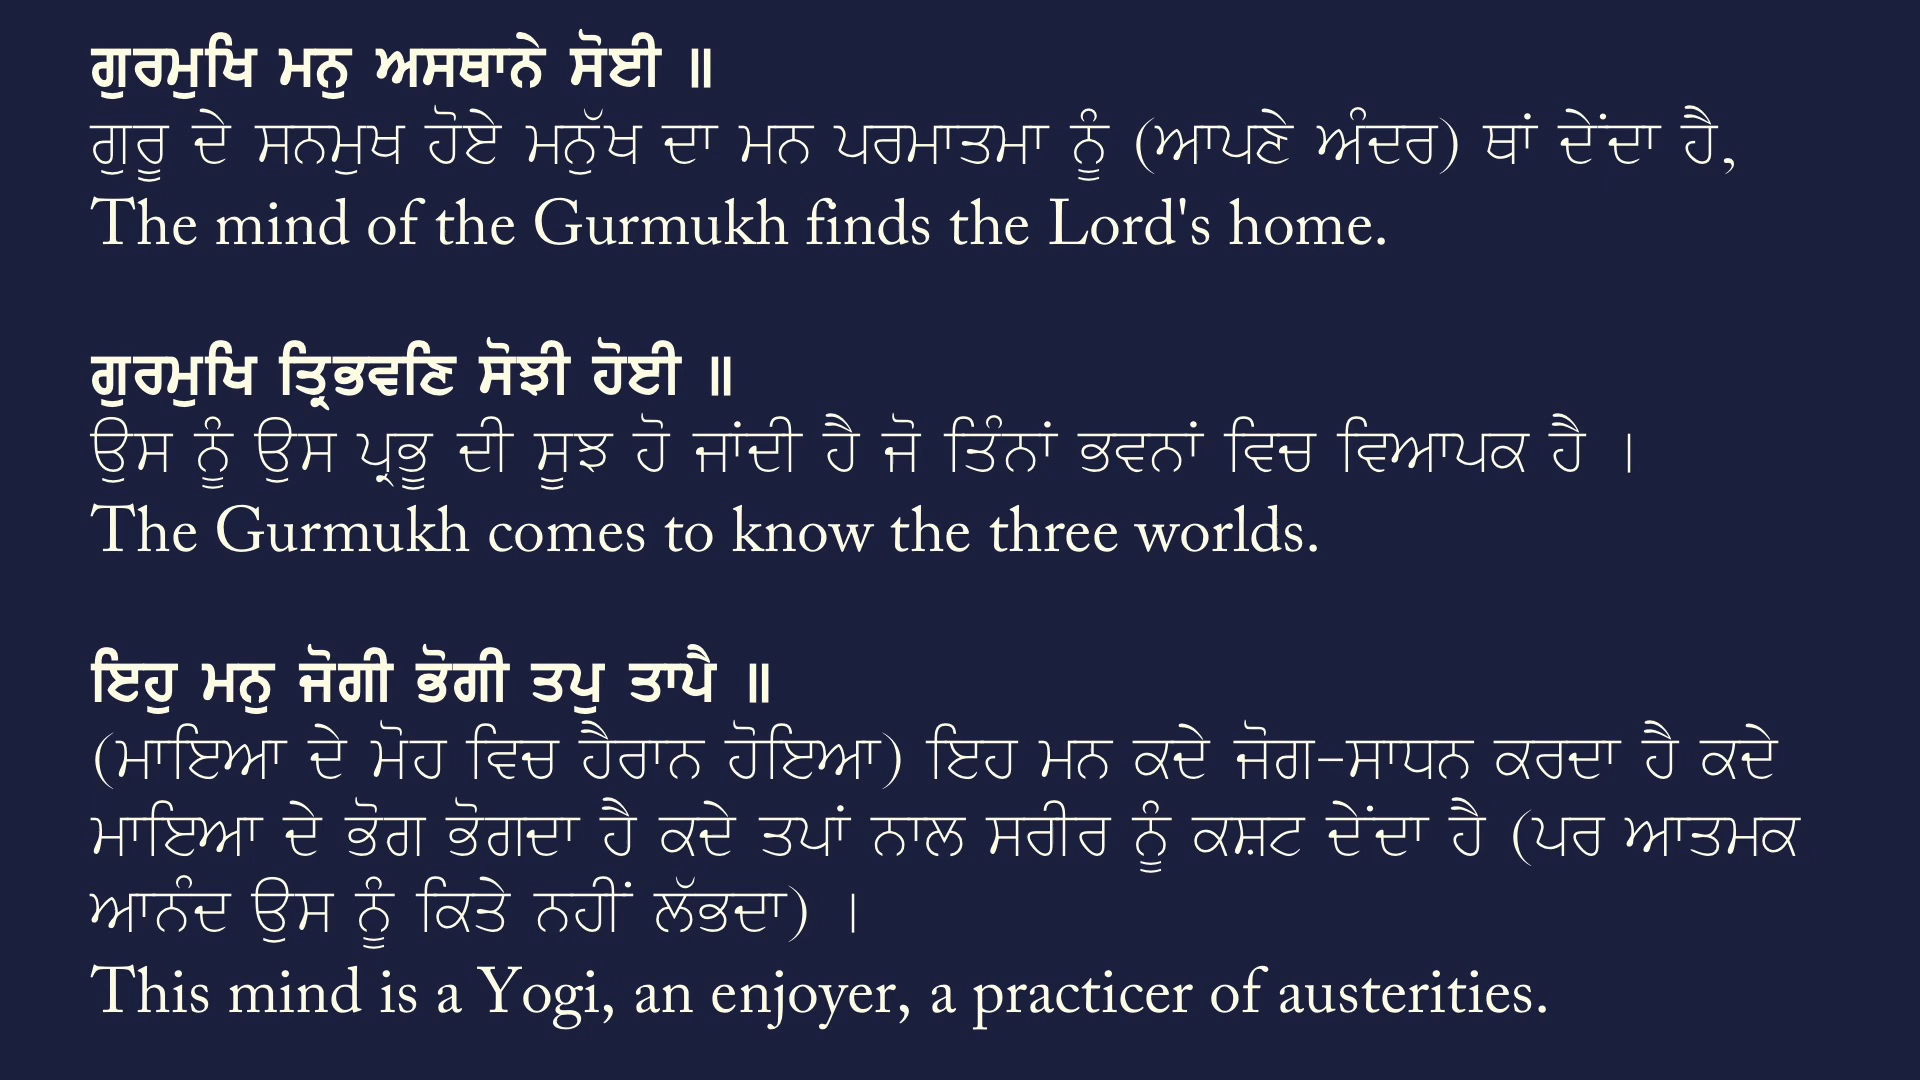 ਗੁਰਮੁਖਿ ਮਨੁ ਅਸਥਾਨੇ ਸੋਈ ॥
ਗੁਰੂ ਦੇ ਸਨਮੁਖ ਹੋਏ ਮਨੁੱਖ ਦਾ ਮਨ ਪਰਮਾਤਮਾ ਨੂੰ (ਆਪਣੇ ਅੰਦਰ) ਥਾਂ ਦੇਂਦਾ ਹੈ,
The mind of the Gurmukh finds the Lord's home.
ਗੁਰਮੁਖਿ ਤ੍ਰਿਭਵਣਿ ਸੋਝੀ ਹੋਈ ॥
ਉਸ ਨੂੰ ਉਸ ਪ੍ਰਭੂ ਦੀ ਸੂਝ ਹੋ ਜਾਂਦੀ ਹੈ ਜੋ ਤਿੰਨਾਂ ਭਵਨਾਂ ਵਿਚ ਵਿਆਪਕ ਹੈ ।
The Gurmukh comes to know the three worlds.
ਇਹੁ ਮਨੁ ਜੋਗੀ ਭੋਗੀ ਤਪੁ ਤਾਪੈ ॥
(ਮਾਇਆ ਦੇ ਮੋਹ ਵਿਚ ਹੈਰਾਨ ਹੋਇਆ) ਇਹ ਮਨ ਕਦੇ ਜੋਗ-ਸਾਧਨ ਕਰਦਾ ਹੈ ਕਦੇ
ਮਾਇਆ ਦੇ ਭੋਗ ਭੋਗਦਾ ਹੈ ਕਦੇ ਤਪਾਂ ਨਾਲ ਸਰੀਰ ਨੂੰ ਕਸ਼ਟ ਦੇਂਦਾ ਹੈ (ਪਰ ਆਤਮਕ
ਆਨੰਦ ਉਸ ਨੂੰ ਕਿਤੇ ਨਹੀਂ ਲੱਭਦਾ) ।
This mind is a Yogi, an enjoyer, a practicer of austerities.